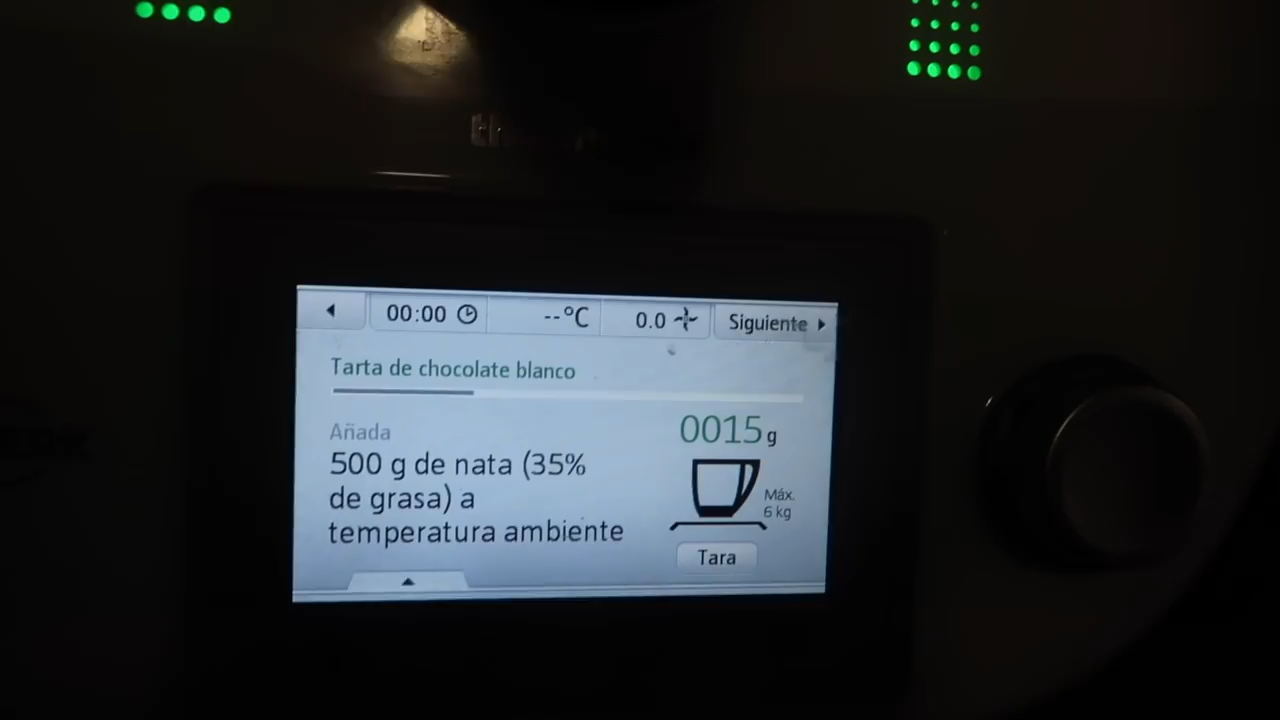 00:00
--°C
0.0
Siguiente
Tarta de chocolate blanco
Añada
500 g de nata (35%
de grasa) a
temperatura ambiente
0015 g
Máx.
6 kg
Tara